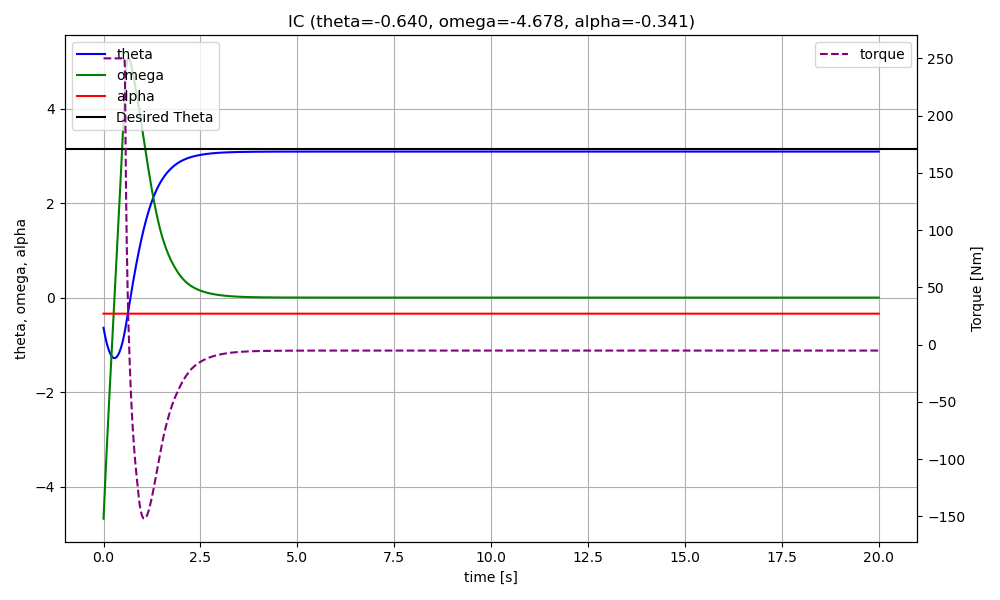 IC (theta=-0.640, omega=-4.678, alpha=-0.341)
theta
omega
alpha
Desired Theta
torque
theta, omega, alpha
4
2
0
−2
−4
250
200
150
100
50
0
−50
−100
−150
Torque [Nm]
0.0 2.5 5.0 7.5 10.0 12.5 15.0 17.5 20.0
time [s]